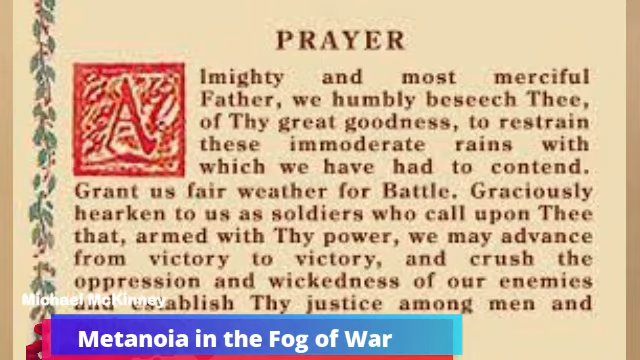 PRAYER
Almighty and most merciful
Father, we humbly beseech Thee,
of Thy great goodness, to restrain
these immoderate rains with
which we have had to contend.
Grant us fair weather for Battle. Graciously
hearken to us as soldiers who call upon Thee
that, armed with Thy power, we may advance
from victory to victory, and crush the
oppression and wickedness of our enemies
and establish Thy justice among men and
Michael McKinney
Metanoia in the Fog of War